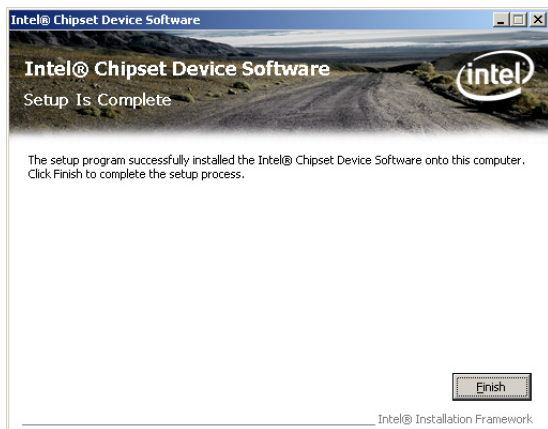 Intel® Chipset Device Software
Intel® Chipset Device Software
intel
Setup Is Complete
The setup program successfully installed the Intel® Chipset Device Software onto this computer.
Click Finish to complete the setup process.
Finish
Intel® Installation Framework